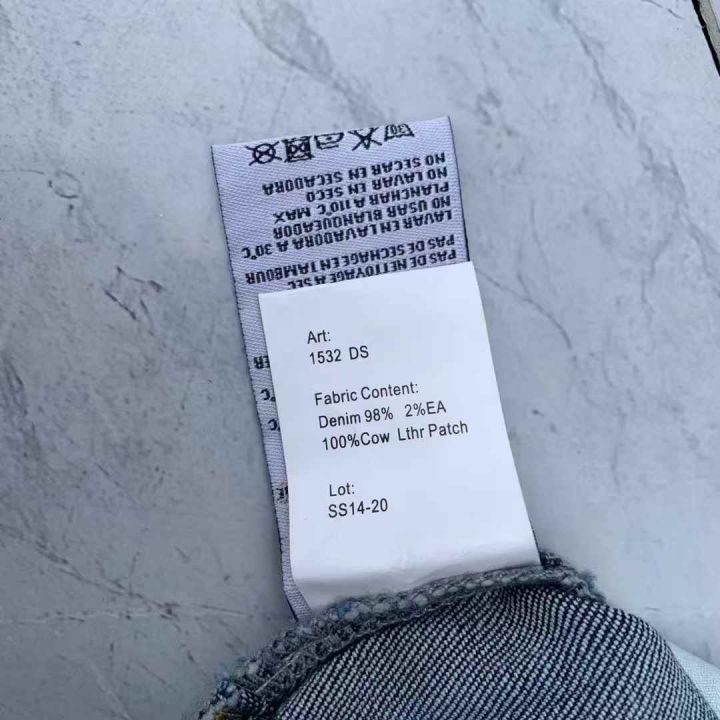 Art:
1532 DS
Fabric Content:
Denim 98% 2%EA
100%Cow Lthr Patch
Lot:
SS14-20
PAS DE NETTOYAGE A SEC
PAS DE SECHAGE EN TAMBOUR
LAVAR EN LAVADORA A 30°C
NO USAR BLANQUEADOR
PLANCHAR A 110°C MAX
NO LAVAR EN SECO
NO SECAR EN SECADORA
30